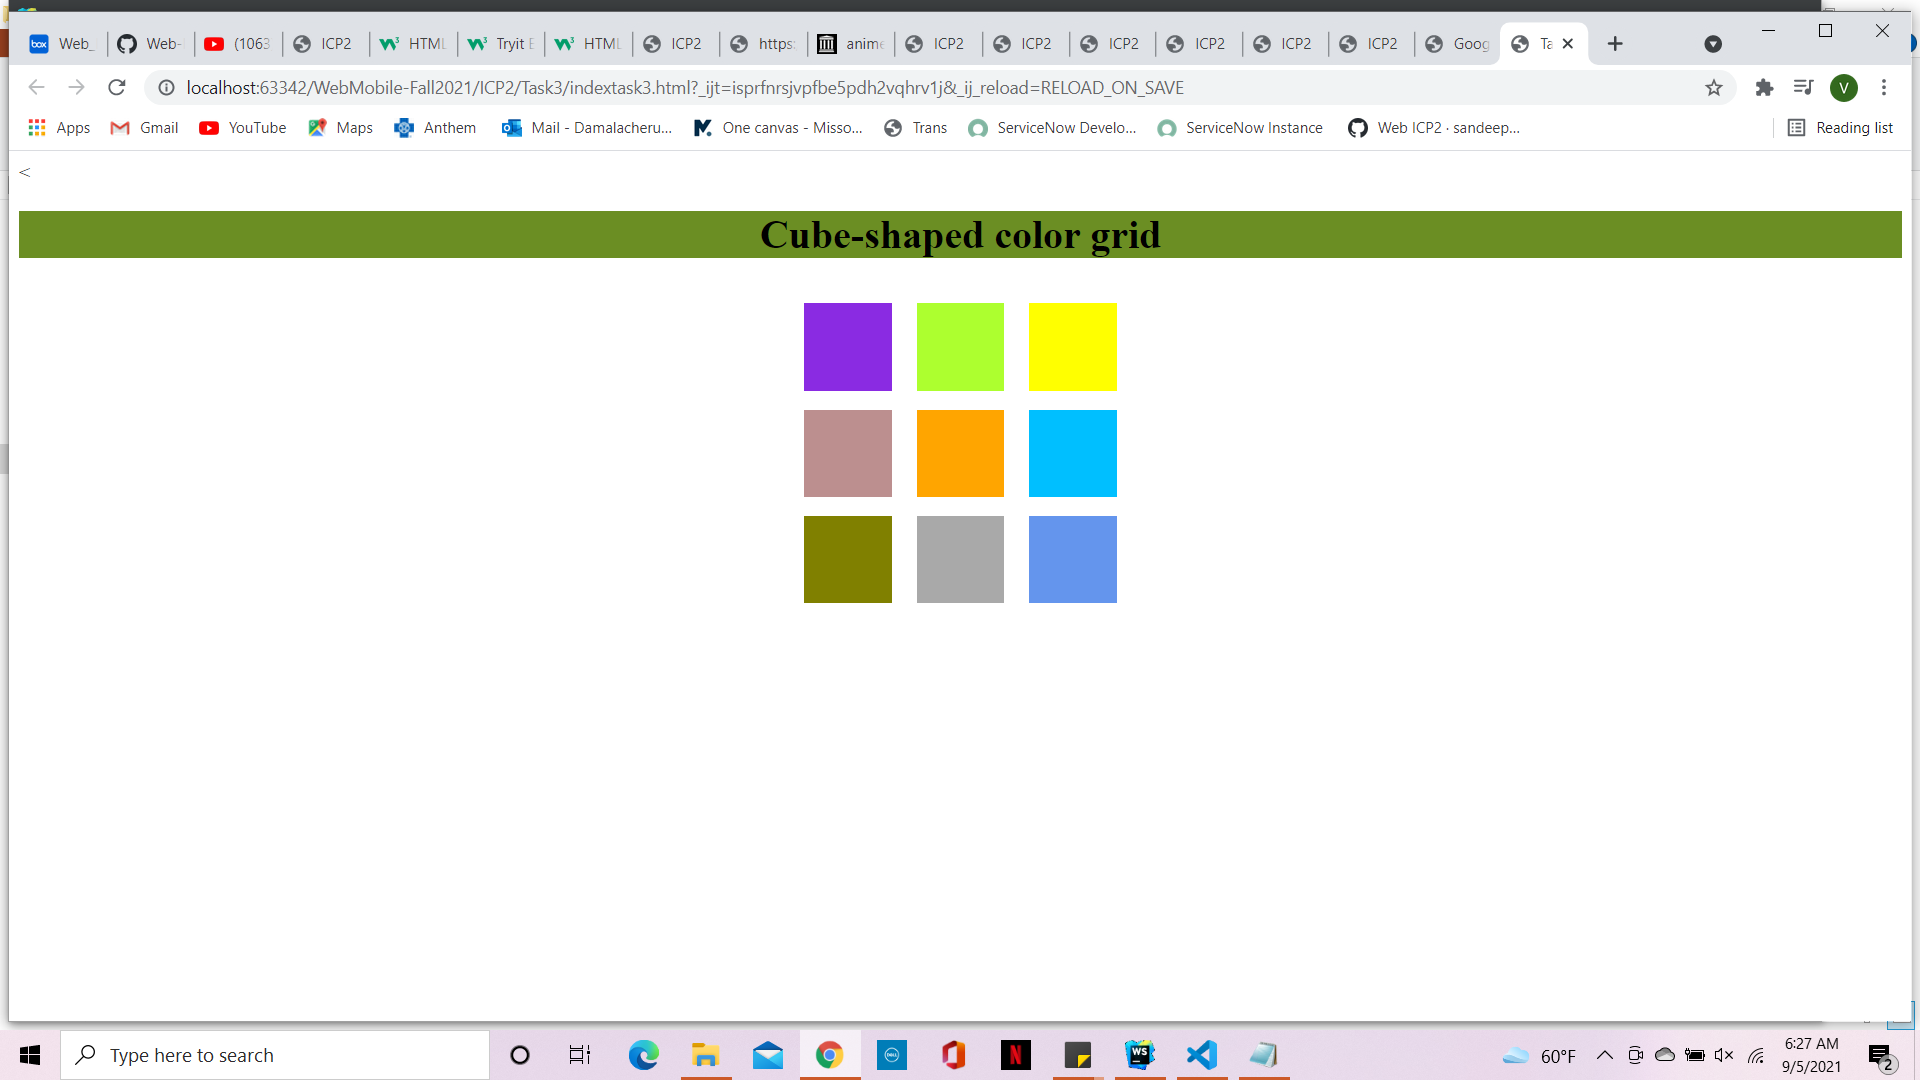 box Web_ Web- (1063 ICP2 HTML Tryit E HTML ICP2 https: anime ICP2 ICP2 ICP2 ICP2 ICP2 ICP2 Goog Ta
localhost:63342/WebMobile-Fall2021/ICP2/Task3/indextask3.html?_ijt=isprfnrsjvpfbe5pdh2vqhrv1j&_ij_reload=RELOAD_ON_SAVE V
Apps Gmail YouTube Maps Anthem Mail - Damalacheru... One canvas - Misso... Trans ServiceNow Develo... ServiceNow Instance Web ICP2 · sandeep... Reading list
<
Cube-shaped color grid
Type here to search DELL N WS 60°F 6:27 AM
9/5/2021 2